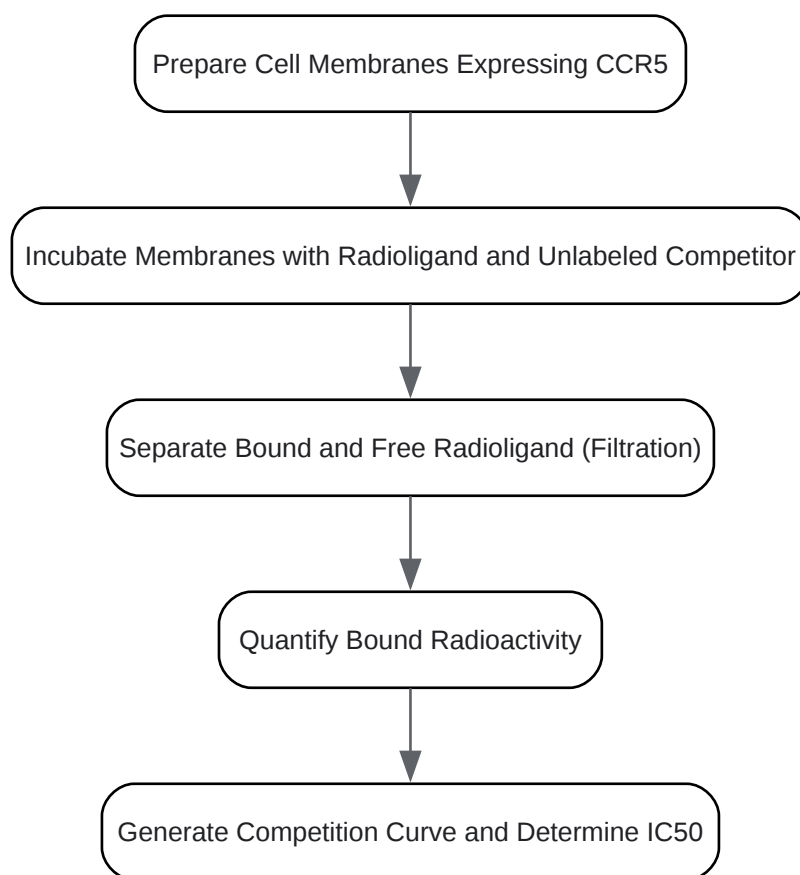 Prepare Cell Membranes Expressing CCR5
Incubate Membranes with Radioligand and Unlabeled Competitor
Separate Bound and Free Radioligand (Filtration)
Quantify Bound Radioactivity
Generate Competition Curve and Determine IC50